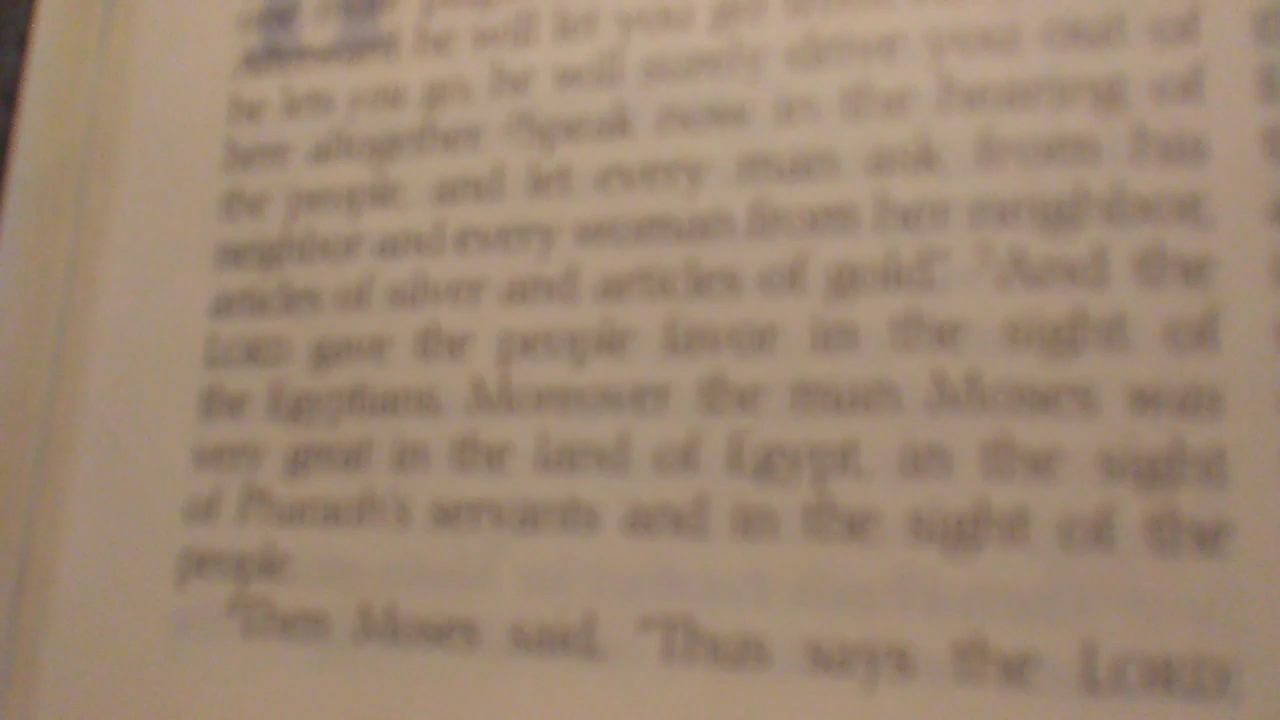 Afterward he will let you go
he lets you go, he will surely drive you out of
here altogether. ²Speak now in the hearing of
the people, and let every man ask from his
neighbor and every woman from her neighbor,
articles of silver and articles of gold." ³And the
LORD gave the people favor in the sight of
the Egyptians. Moreover the man Moses was
very great in the land of Egypt, in the sight
of Pharaoh's servants and in the sight of the
people.
⁴Then Moses said, "Thus says the LORD: